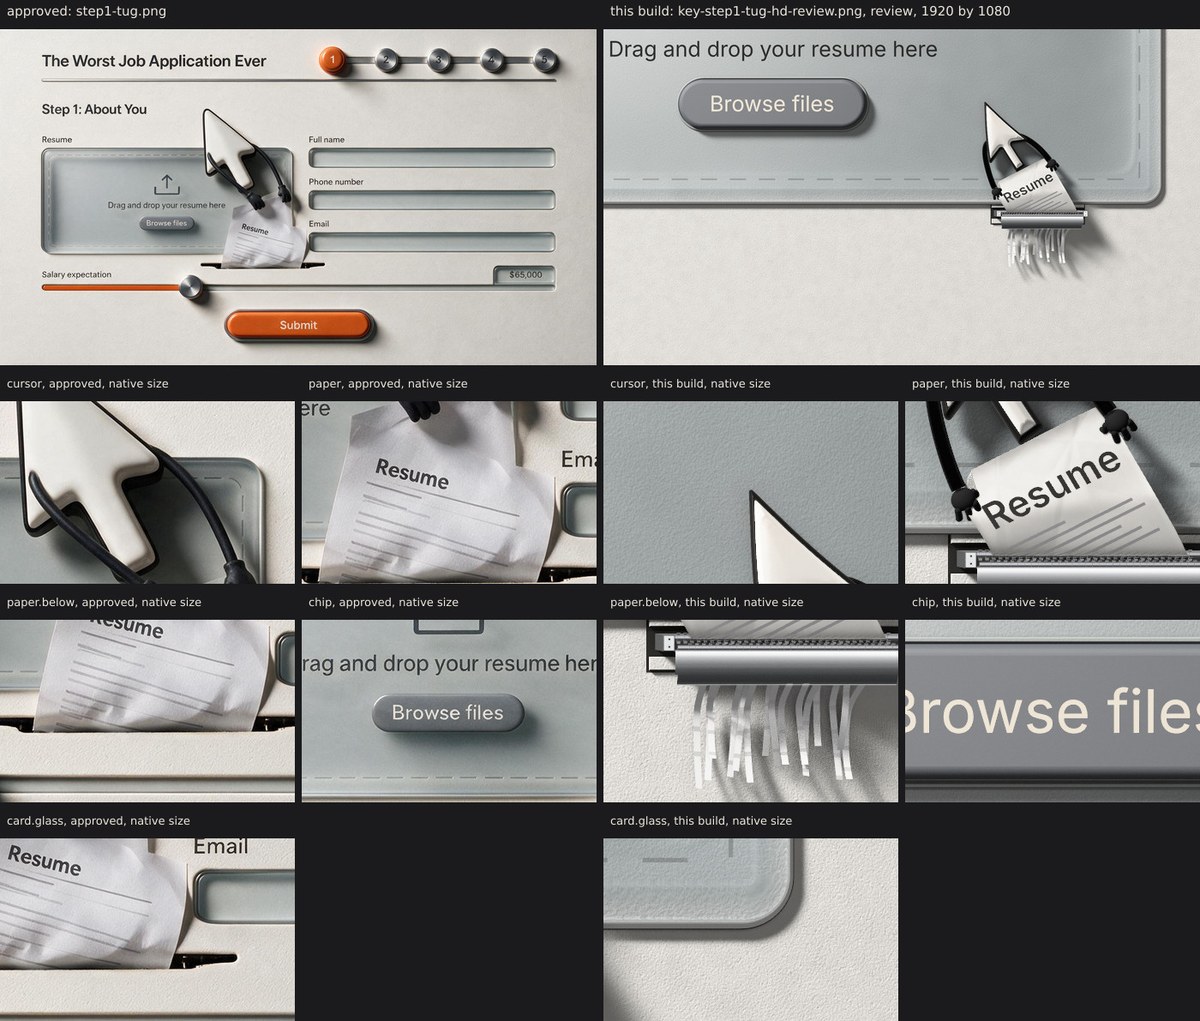 approved: step1-tug.png
this build: key-step1-tug-hd-review.png, review, 1920 by 1080
The Worst Job Application Ever
1
2
3
4
5
Step 1: About You
Resume
Drag and drop your resume here
Browse files
Resume
Full name
Phone number
Email
Salary expectation
$65,000
Submit
Drag and drop your resume here
Browse files
Resume
cursor, approved, native size
paper, approved, native size
cursor, this build, native size
paper, this build, native size
ere
Resume
Ema
Resume
paper.below, approved, native size
chip, approved, native size
paper.below, this build, native size
chip, this build, native size
Resume
rag and drop your resume her
Browse files
Browse files
card.glass, approved, native size
card.glass, this build, native size
Resume
Email